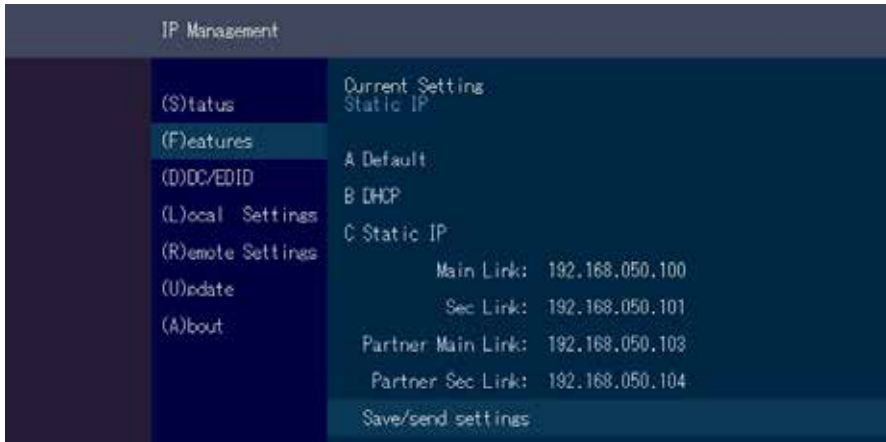 IP Management
(S)tatus
(F)eatures
(D)DC/EDID
(L)ocal Settings
(R)emote Settings
(U)pdate
(A)bout
Current Setting
Static IP
A Default
B DHCP
C Static IP
Main Link: 192.168.050.100
Sec Link: 192.168.050.101
Partner Main Link: 192.168.050.103
Partner Sec Link: 192.168.050.104
Save/send settings